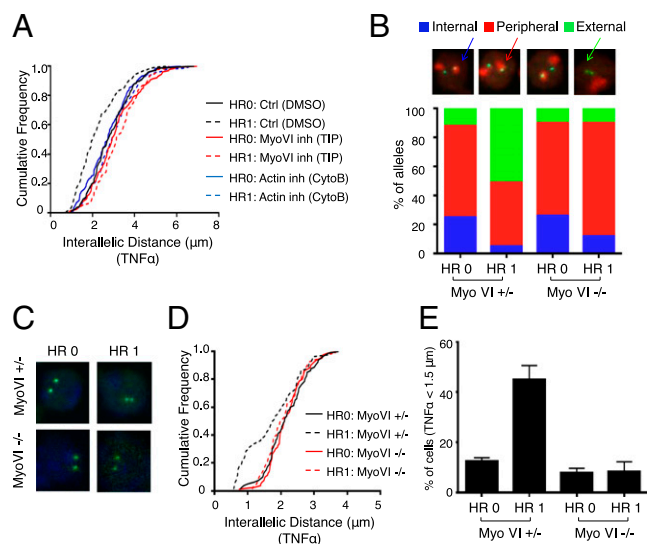 A
Cumulative Frequency
1.0
0.8
0.6
0.4
0.2
0
0
2
4
6
8
Interallelic Distance (µm)
(TNFα)
HR0: Ctrl (DMSO)
HR1: Ctrl (DMSO)
HR0: MyoVI inh (TIP)
HR1: MyoVI inh (TIP)
HR0: Actin inh (CytoB)
HR1: Actin inh (CytoB)
B
Internal
Peripheral
External
% of alleles
100
80
60
40
20
0
HR 0
HR 1
HR 0
HR 1
Myo VI +/-
Myo VI -/-
C
HR 0
HR 1
MyoVI +/-
MyoVI -/-
D
Cumulative Frequency
1.0
0.8
0.6
0.4
0.2
0
0
1
2
3
4
5
Interallelic Distance (µm)
(TNFα)
HR0: MyoVI +/-
HR1: MyoVI +/-
HR0: MyoVI -/-
HR1: MyoVI -/-
E
% of cells (TNFα < 1.5 µm)
60
40
20
0
HR 0
HR 1
HR 0
HR 1
Myo VI +/-
Myo VI -/-